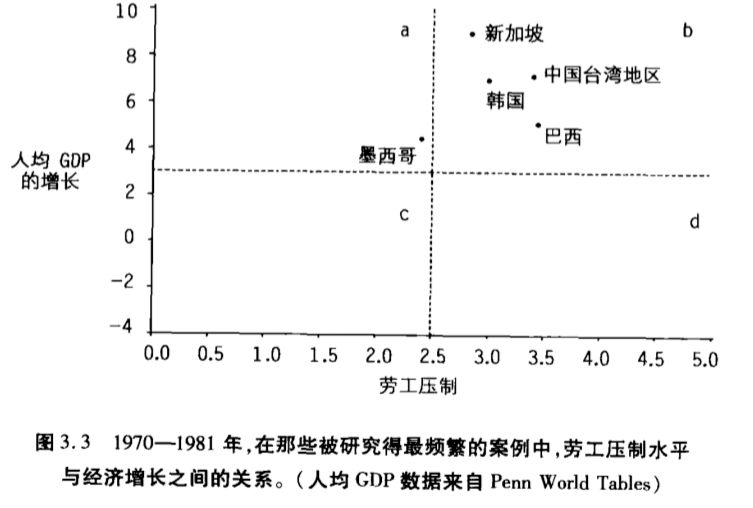 10
8
6
4
2
0
−2
−4
人均 GDP
的增长
a
b
c
d
新加坡
中国台湾地区
韩国
巴西
墨西哥
0.0 0.5 1.0 1.5 2.0 2.5 3.0 3.5 4.0 4.5 5.0
劳工压制
图3.3 1970—1981 年,在那些被研究得最频繁的案例中,劳工压制水平
与经济增长之间的关系。(人均 GDP 数据来自 Penn World Tables)